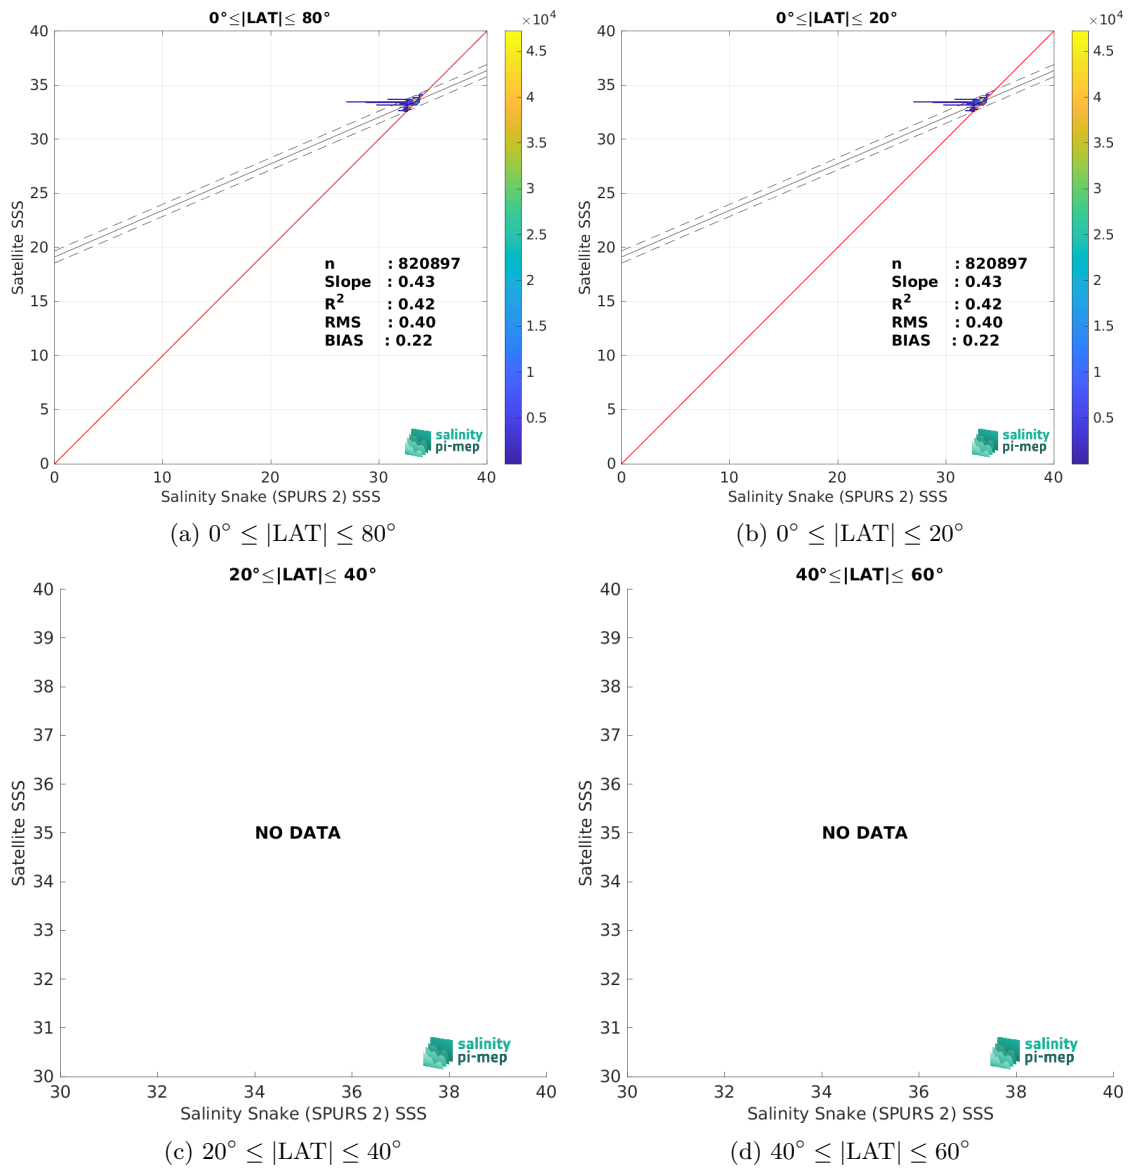 0°≤|LAT|≤ 80°
×10⁴
40
35
30
25
20
15
10
5
0
Satellite SSS
n : 820897
Slope : 0.43
R² : 0.42
RMS : 0.40
BIAS : 0.22
salinity
pi-mep
0 10 20 30 40
Salinity Snake (SPURS 2) SSS
4.5
4
3.5
3
2.5
2
1.5
1
0.5
(a) 0° ≤ |LAT| ≤ 80°
0°≤|LAT|≤ 20°
×10⁴
40
35
30
25
20
15
10
5
0
Satellite SSS
n : 820897
Slope : 0.43
R² : 0.42
RMS : 0.40
BIAS : 0.22
salinity
pi-mep
0 10 20 30 40
Salinity Snake (SPURS 2) SSS
4.5
4
3.5
3
2.5
2
1.5
1
0.5
(b) 0° ≤ |LAT| ≤ 20°
20°≤|LAT|≤ 40°
40
39
38
37
36
35
34
33
32
31
30
Satellite SSS
NO DATA
salinity
pi-mep
30 32 34 36 38 40
Salinity Snake (SPURS 2) SSS
(c) 20° ≤ |LAT| ≤ 40°
40°≤|LAT|≤ 60°
40
39
38
37
36
35
34
33
32
31
30
Satellite SSS
NO DATA
salinity
pi-mep
30 32 34 36 38 40
Salinity Snake (SPURS 2) SSS
(d) 40° ≤ |LAT| ≤ 60°